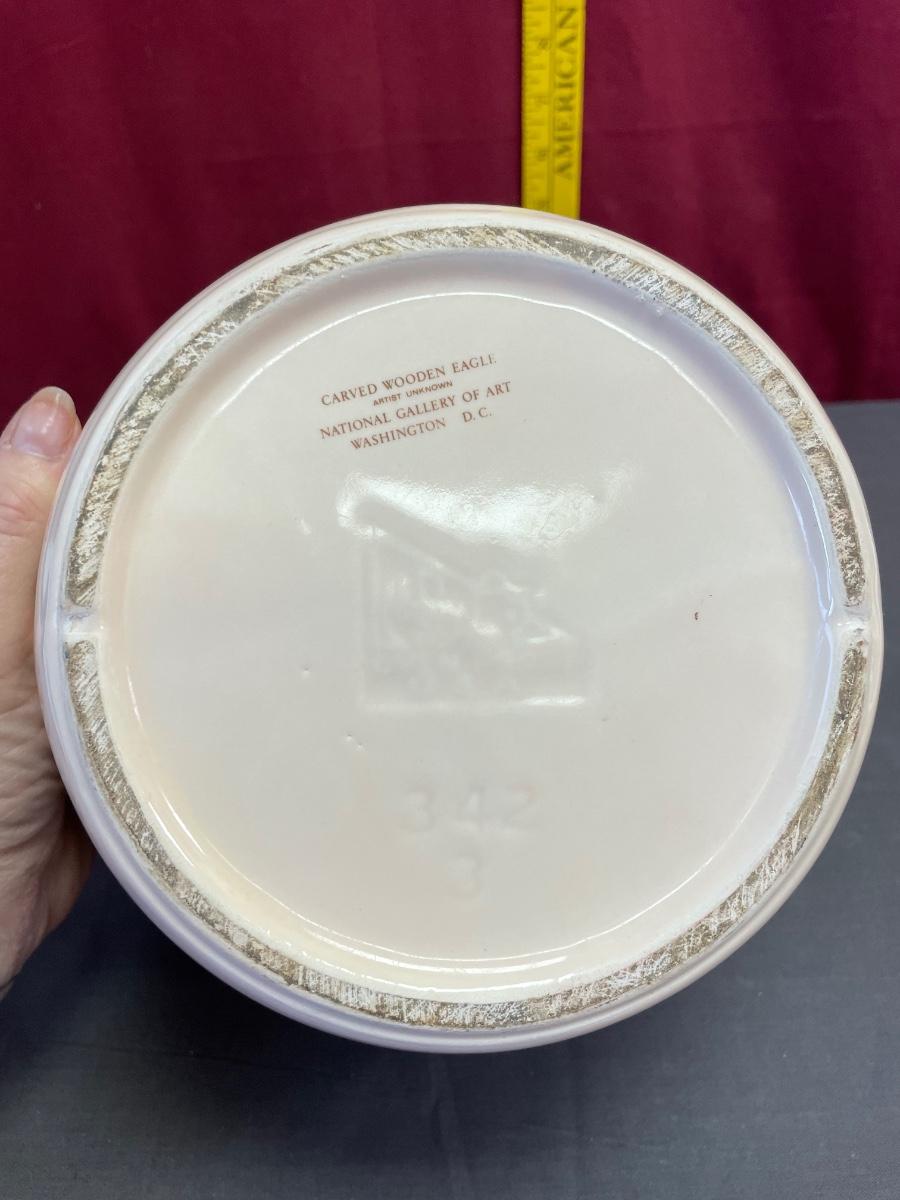 AMERICAN
CARVED WOODEN EAGLE
ARTIST UNKNOWN
NATIONAL GALLERY OF ART
WASHINGTON D.C.
342
3